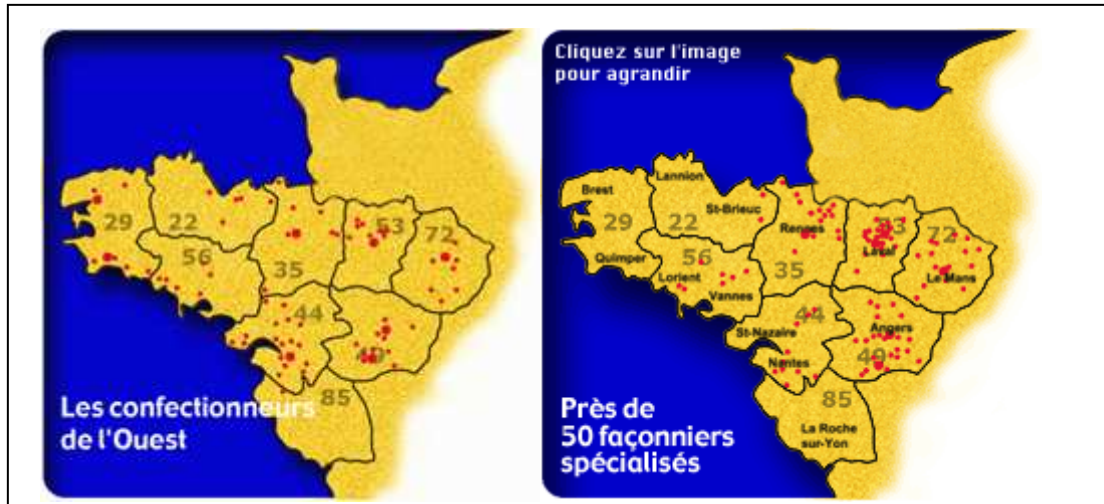 29
22
56
35
53
72
44
49
85
Les confectionneurs
de l'Ouest
Cliquez sur l'image
pour agrandir
Brest
Lannion
St-Brieuc
29
22
Rennes
53
72
Laval
Quimper
56
35
Le Mans
Lorient
Vannes
44
St-Nazaire
Angers
Nantes
49
85
La Roche
sur-Yon
Près de
50 façonniers
spécialisés